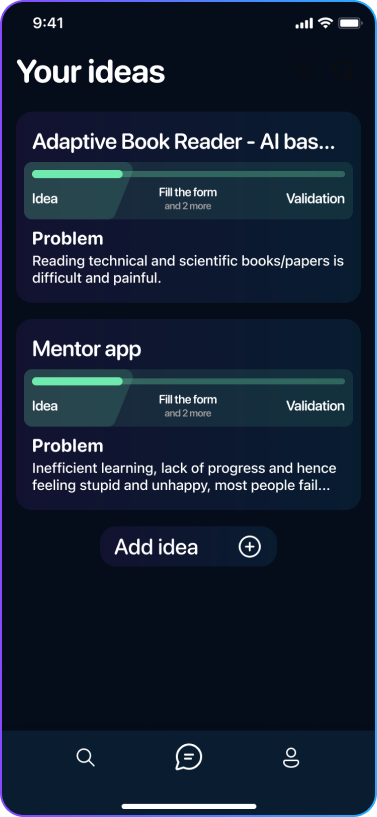 9:41
Your ideas
Adaptive Book Reader - AI bas...
Idea
Fill the form
and 2 more
Validation
Problem
Reading technical and scientific books/papers is
difficult and painful.
Mentor app
Idea
Fill the form
and 2 more
Validation
Problem
Inefficient learning, lack of progress and hence
feeling stupid and unhappy, most people fail...
Add idea